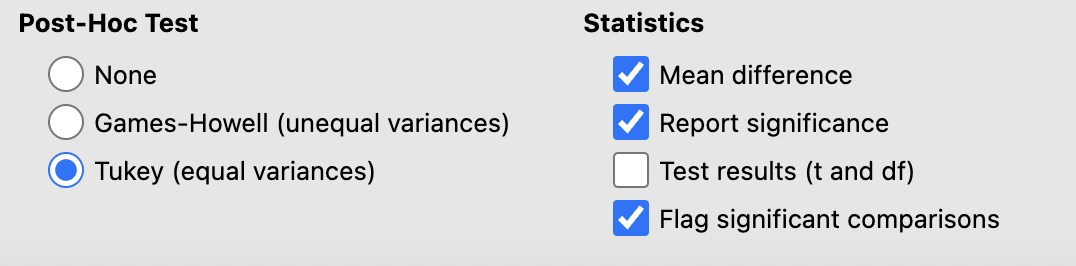 Post-Hoc Test
None
Games-Howell (unequal variances)
Tukey (equal variances)
Statistics
Mean difference
Report significance
Test results (t and df)
Flag significant comparisons